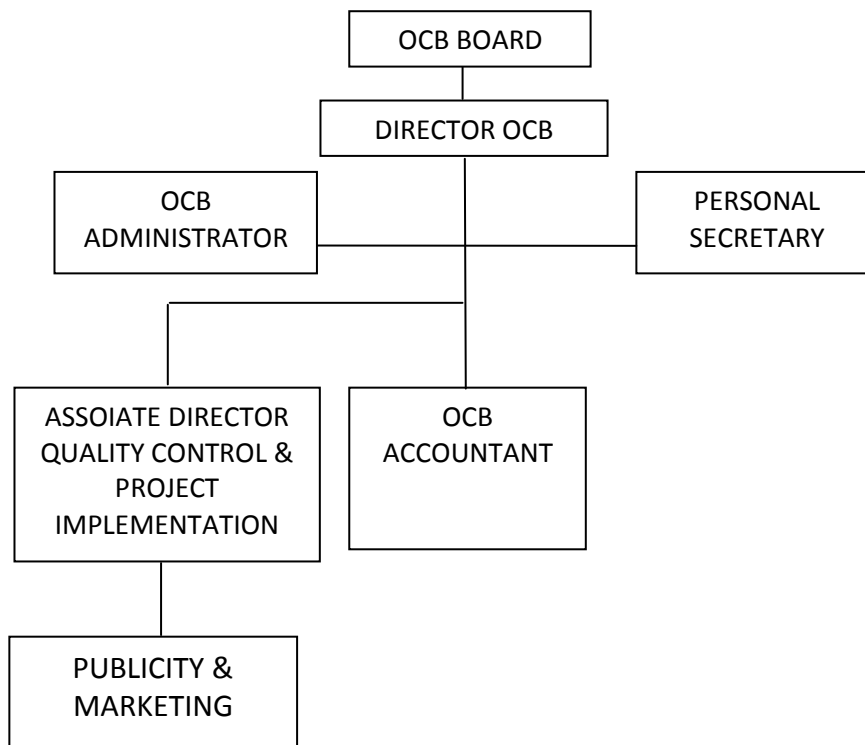 OCB BOARD
DIRECTOR OCB
OCB
ADMINISTRATOR
PERSONAL
SECRETARY
ASSOIATE DIRECTOR
QUALITY CONTROL &
PROJECT
IMPLEMENTATION
OCB
ACCOUNTANT
PUBLICITY &
MARKETING